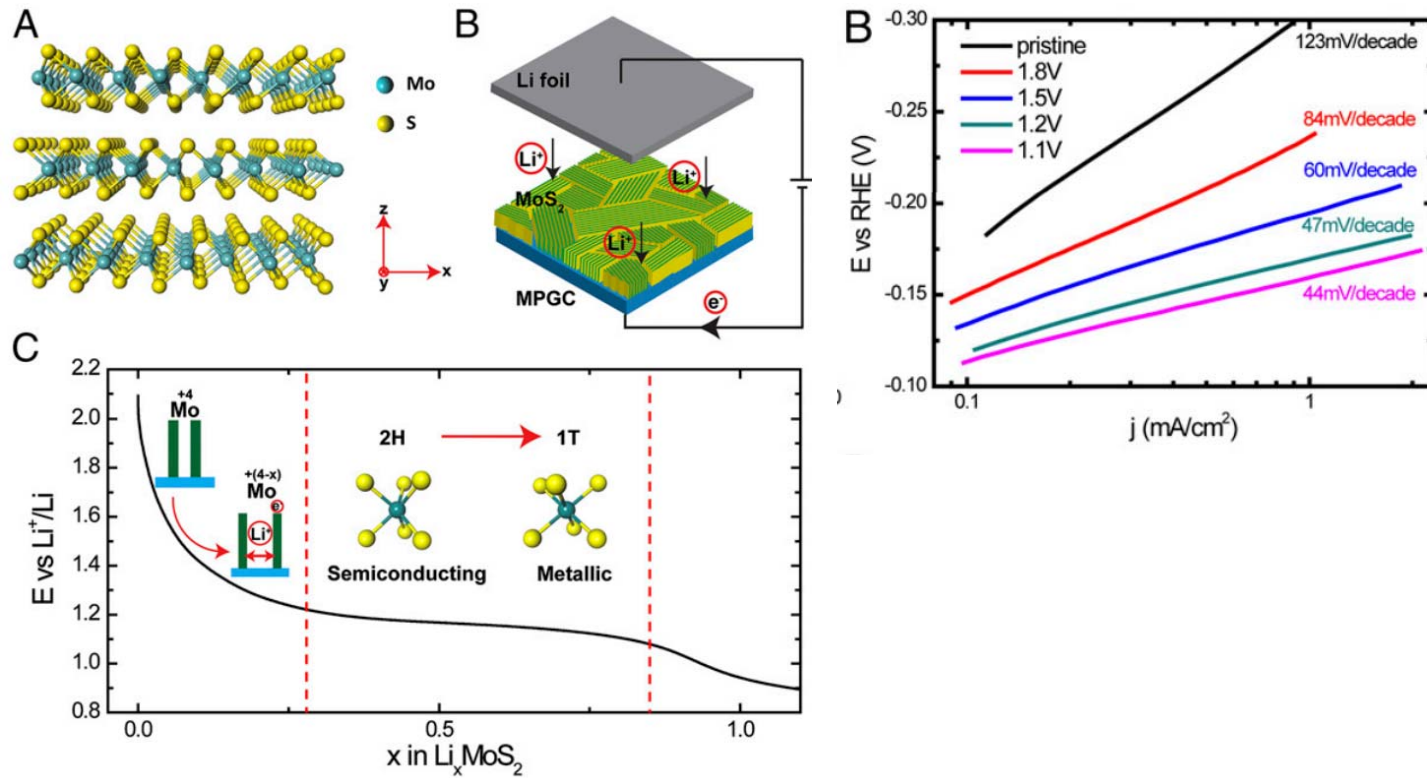 A
Mo
S
z
y
x
B
Li foil
Li⁺
MoS₂
Li⁺
Li⁺
MPGC
e⁻
B
-0.30
-0.25
-0.20
-0.15
-0.10
E vs RHE (V)
pristine
1.8V
1.5V
1.2V
1.1V
123mV/decade
84mV/decade
60mV/decade
47mV/decade
44mV/decade
0.1
1
j (mA/cm²)
C
2.2
2.0
1.8
1.6
1.4
1.2
1.0
0.8
E vs Li⁺/Li
+4
Mo
+(4-x)
Mo
e
Li⁺
2H
1T
Semiconducting
Metallic
0.0
0.5
1.0
x in LiₓMoS₂